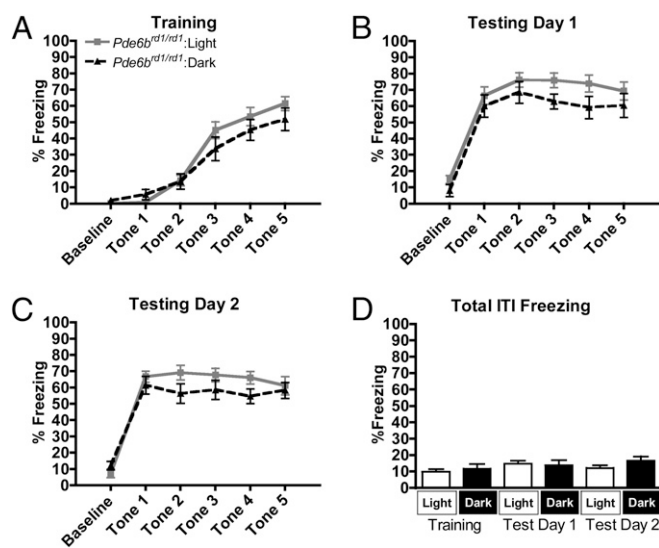 A
Training
Pde6b^rd1/rd1:Light
Pde6b^rd1/rd1:Dark
% Freezing
100
90
80
70
60
50
40
30
20
10
0
Baseline
Tone 1
Tone 2
Tone 3
Tone 4
Tone 5
B
Testing Day 1
% Freezing
100
90
80
70
60
50
40
30
20
10
0
Baseline
Tone 1
Tone 2
Tone 3
Tone 4
Tone 5
C
Testing Day 2
% Freezing
100
90
80
70
60
50
40
30
20
10
0
Baseline
Tone 1
Tone 2
Tone 3
Tone 4
Tone 5
D
Total ITI Freezing
%Freezing
100
90
80
70
60
50
40
30
20
10
0
Light Dark Light Dark Light Dark
Training Test Day 1 Test Day 2